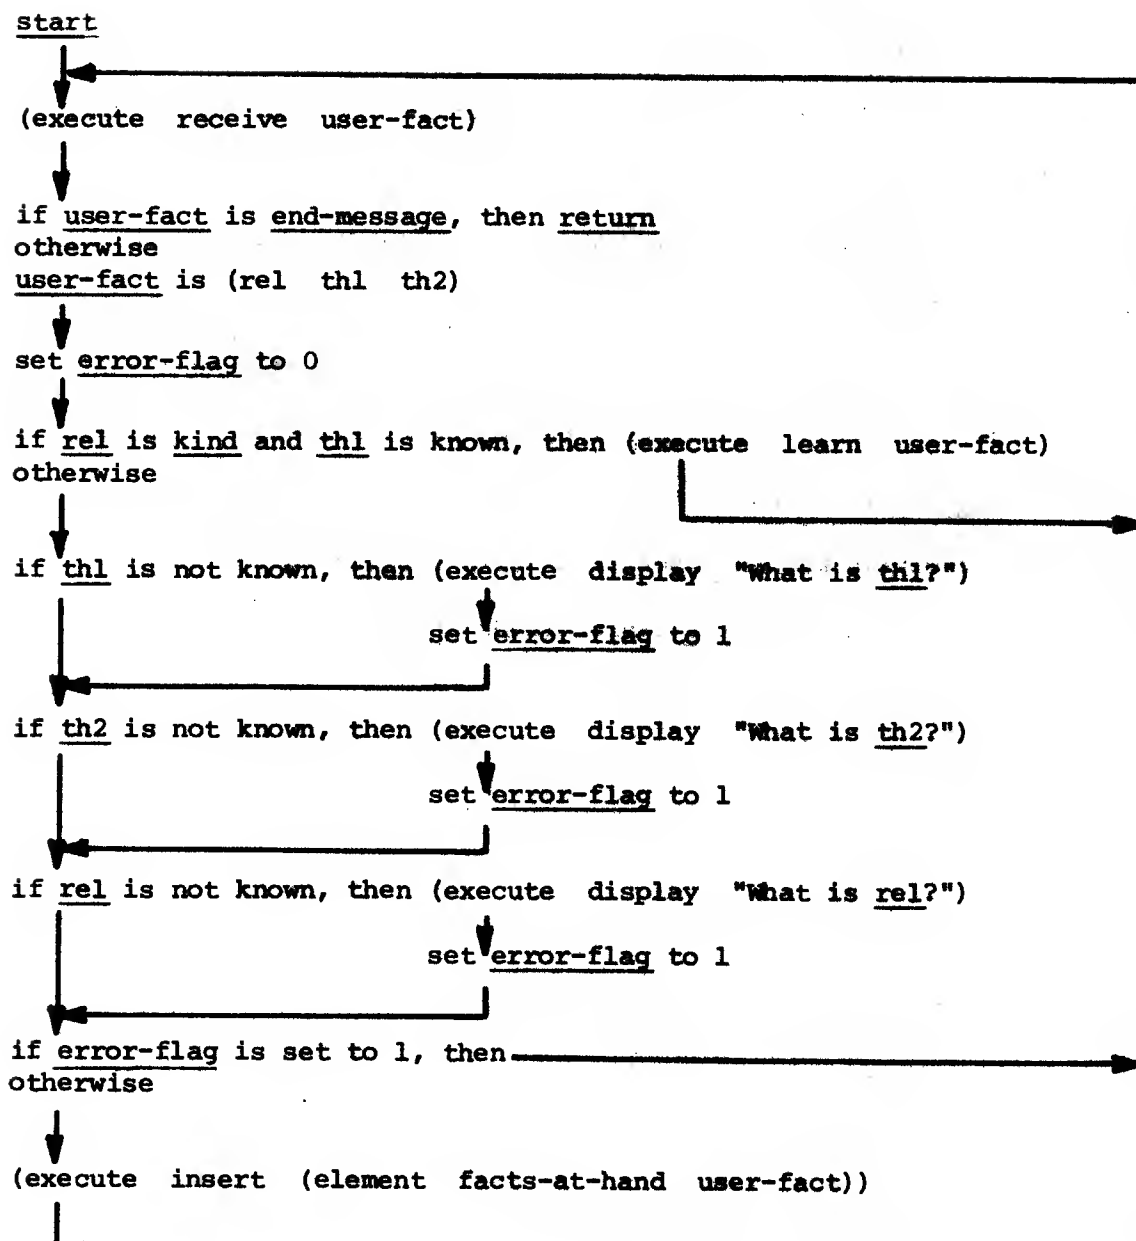 start
(execute receive user-fact)
if user-fact is end-message, then return
otherwise
user-fact is (rel th1 th2)
set error-flag to 0
if rel is kind and th1 is known, then (execute learn user-fact)
otherwise
if th1 is not known, then (execute display "What is th1?")
set error-flag to 1
if th2 is not known, then (execute display "What is th2?")
set error-flag to 1
if rel is not known, then (execute display "What is rel?")
set error-flag to 1
if error-flag is set to 1, then
otherwise
(execute insert (element facts-at-hand user-fact))